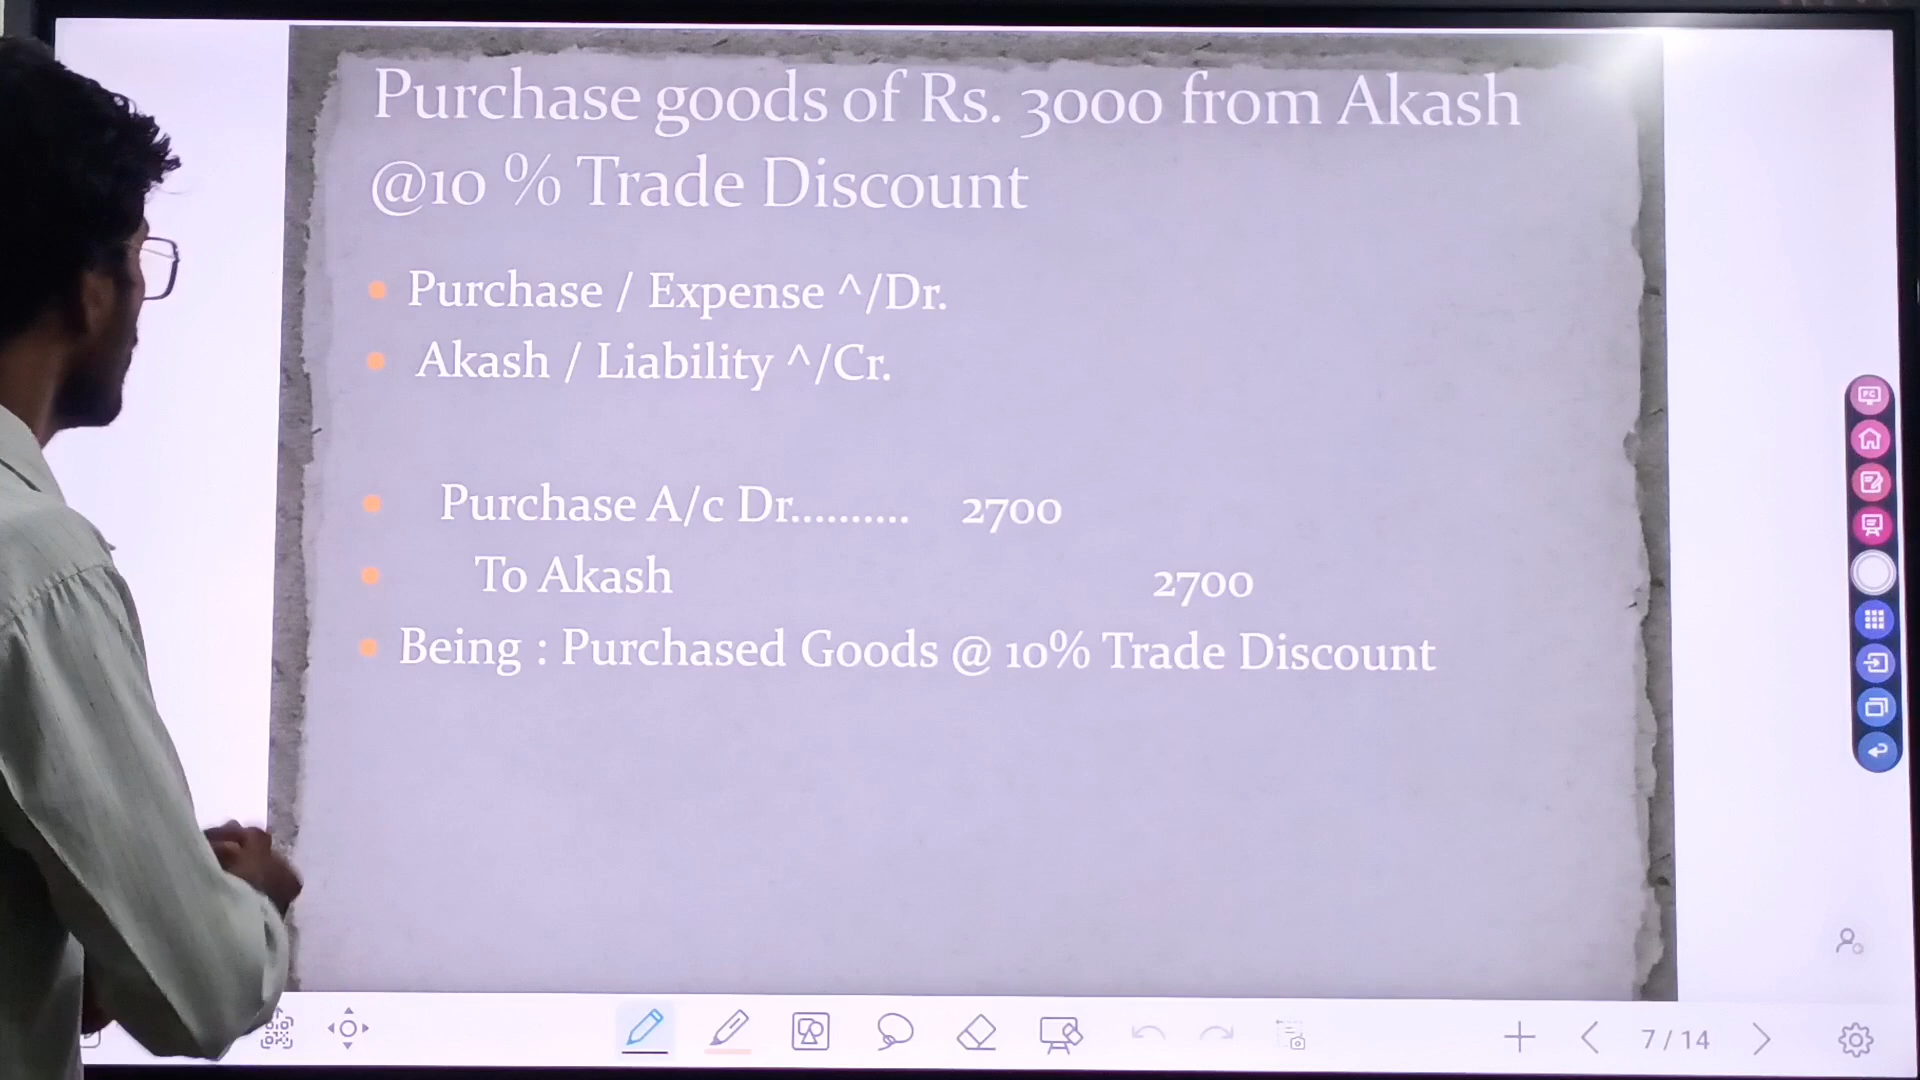 Purchase goods of Rs. 3000 from Akash
@10 % Trade Discount
Purchase / Expense ^/Dr.
Akash / Liability ^/Cr.
Purchase A/c Dr.......... 2700
To Akash 2700
Being : Purchased Goods @ 10% Trade Discount
PC
7 / 14